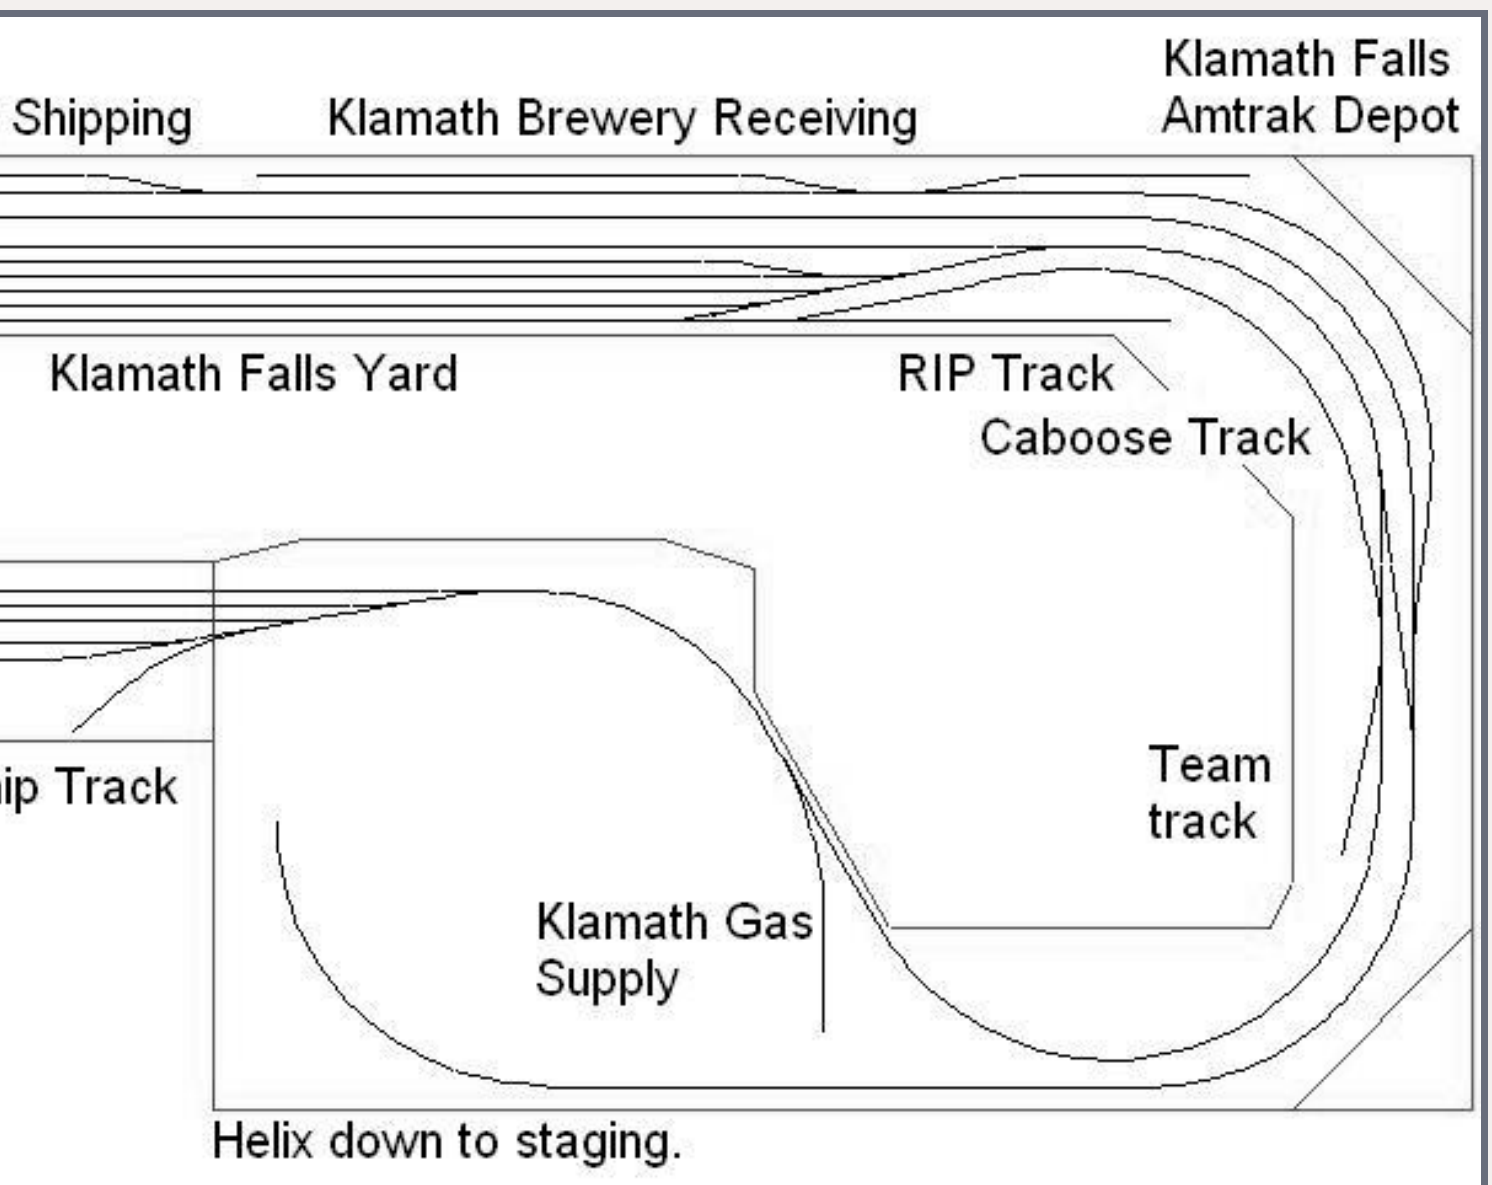 Klamath Falls
Amtrak Depot
Shipping
Klamath Brewery Receiving
Klamath Falls Yard
RIP Track
Caboose Track
Team
track
Track
Klamath Gas
Supply
Helix down to staging.